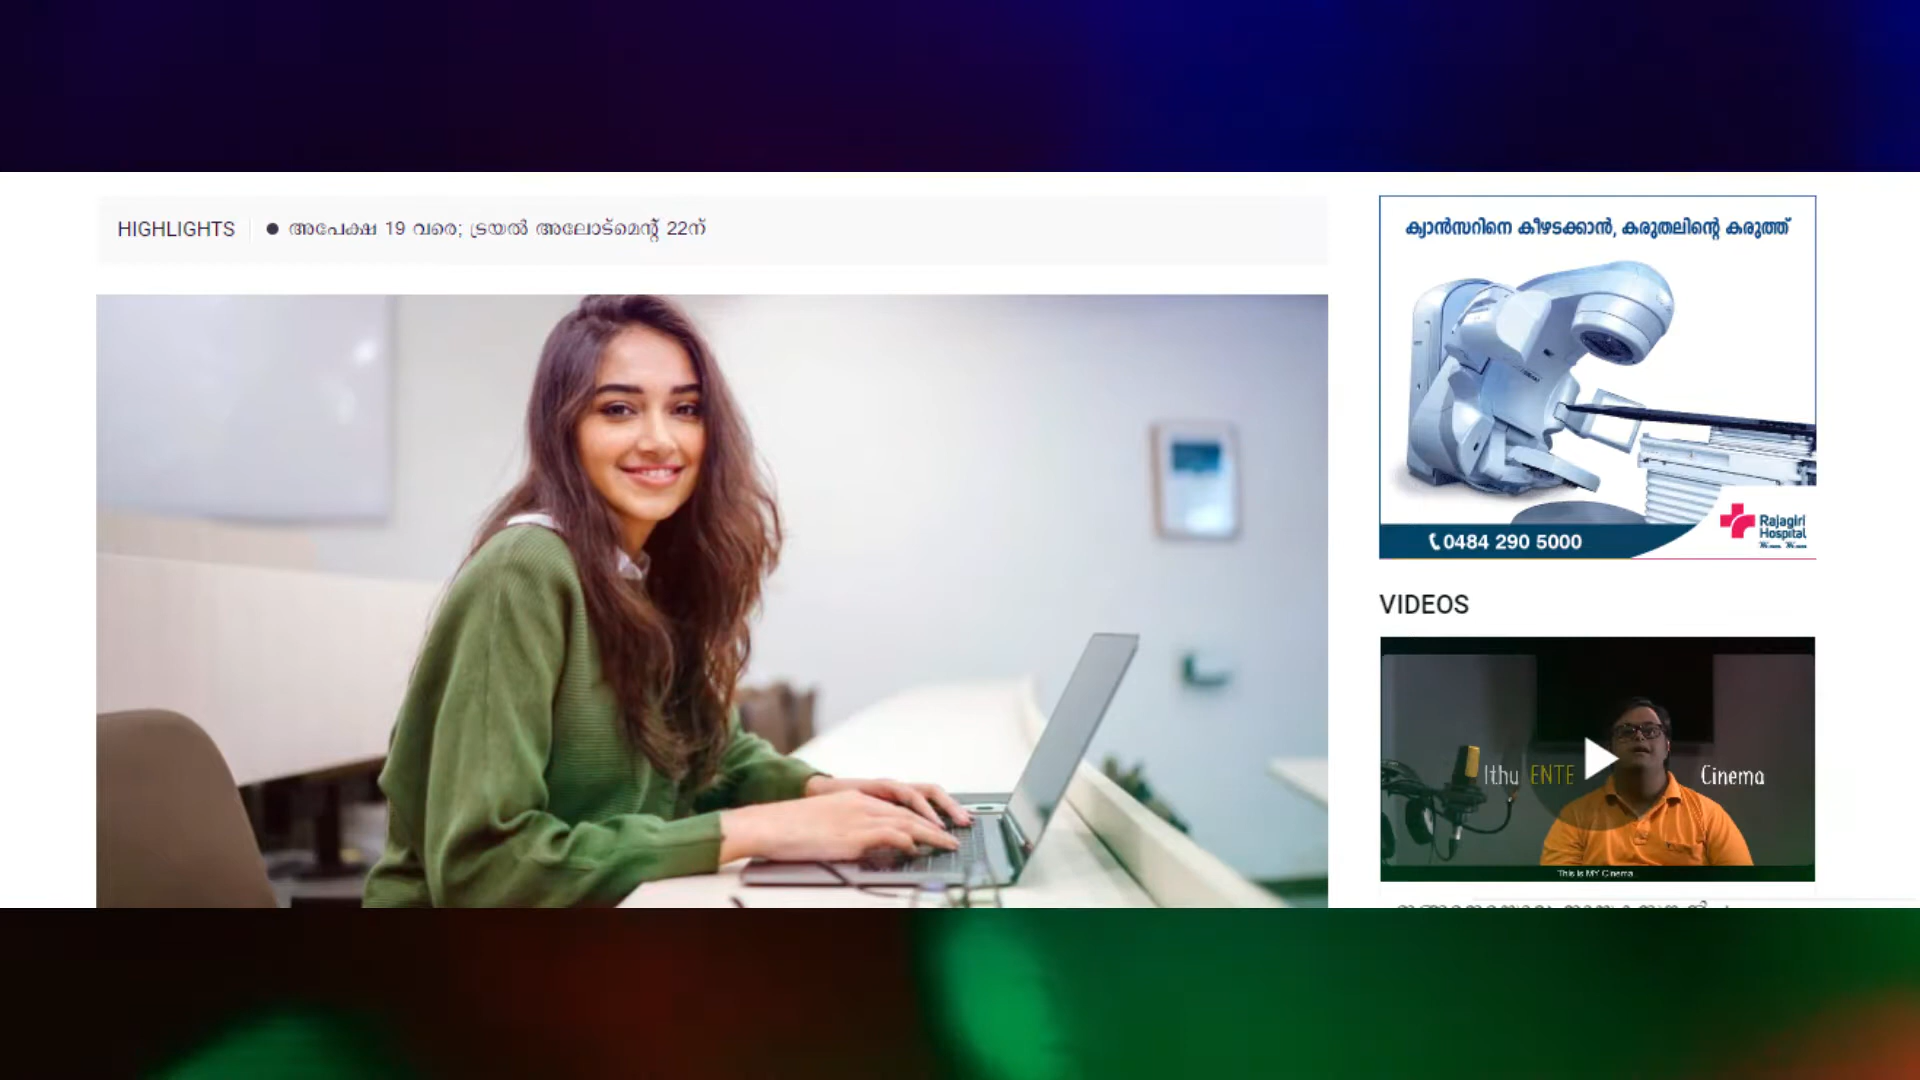 HIGHLIGHTS
● അപേക്ഷ 19 വരെ; ട്രയൽ അലോട്മെന്റ് 22ന്
ക്യാൻസറിനെ കീഴടക്കാൻ, കരുതലിന്റെ കരുത്ത്
0484 290 5000
Rajagiri
Hospital
VIDEOS
Ithu ENTE Cinema
This is MY Cinema